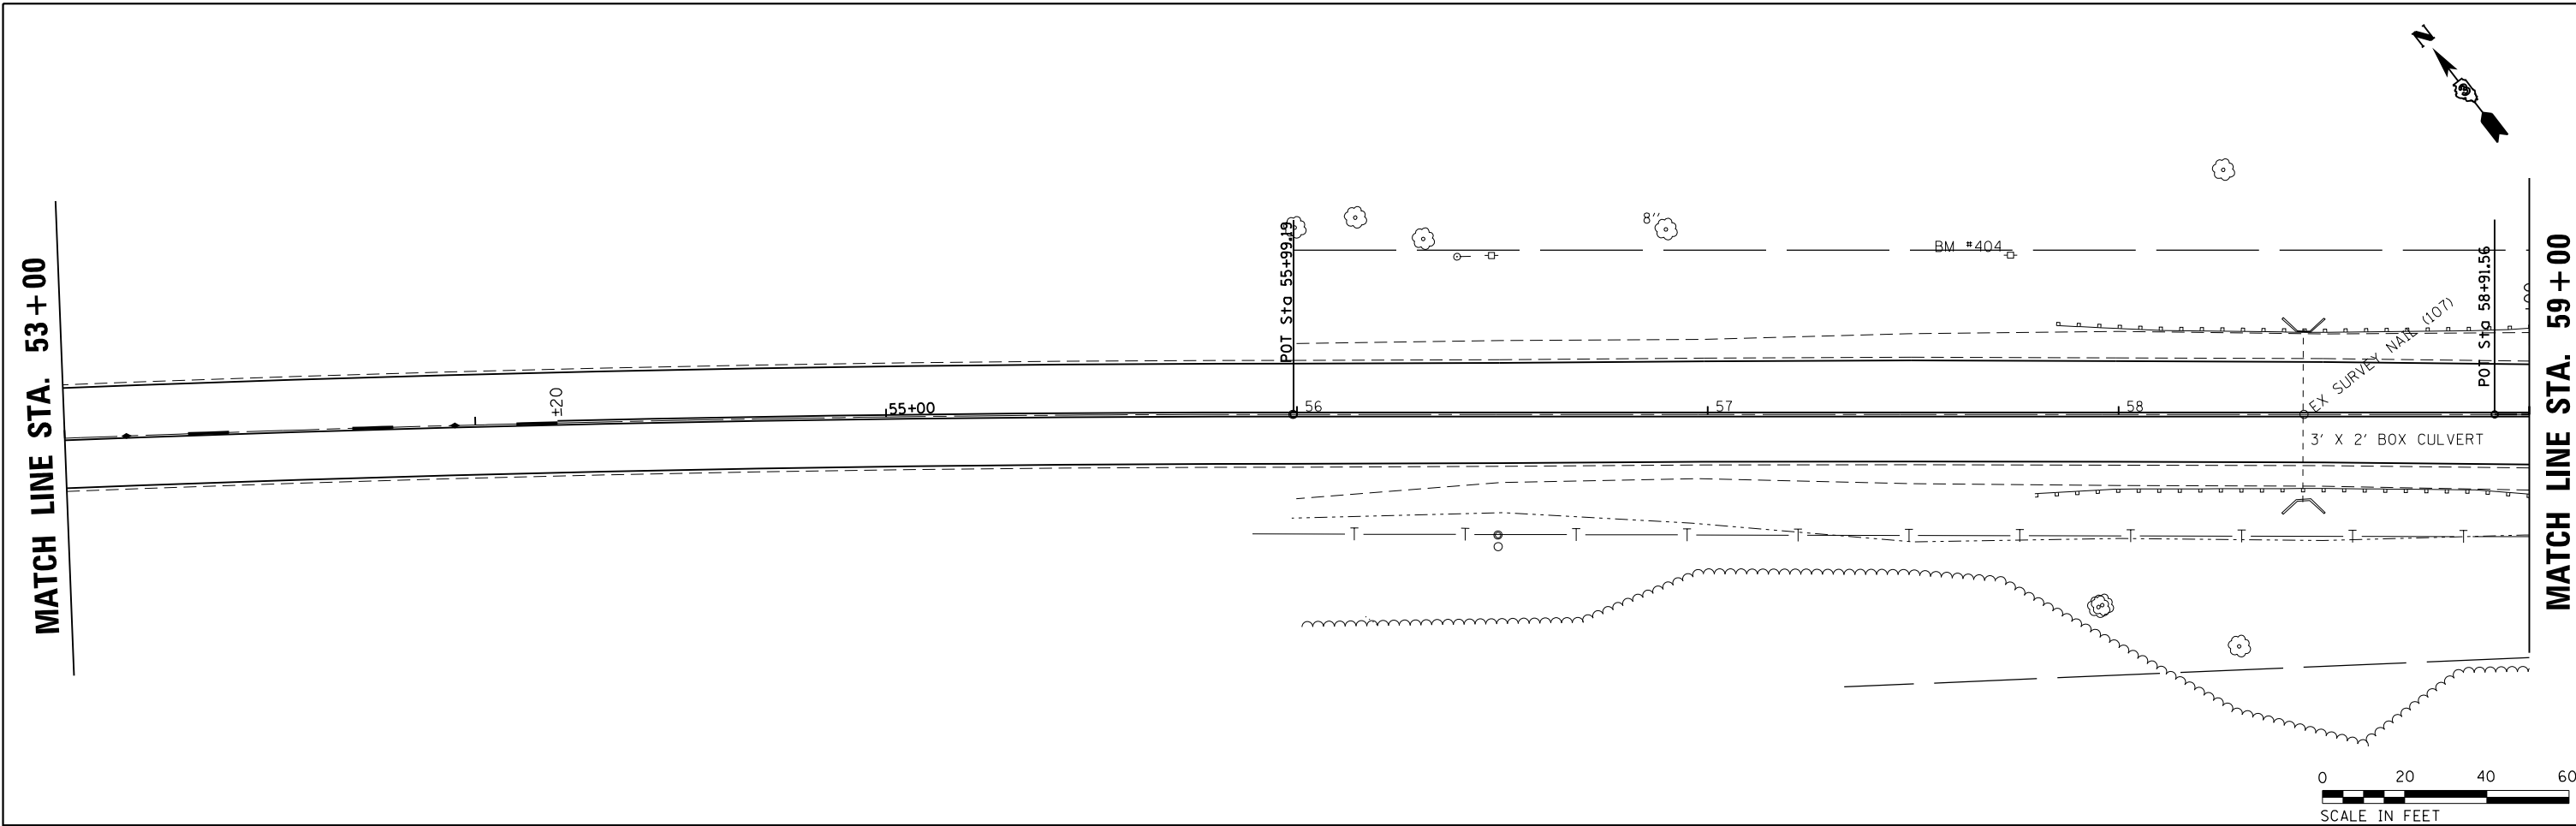 N
8''
BM #404
MATCH LINE STA. 53+00
POT Sta 55+99.19
POT Sta 58+91.56
MATCH LINE STA. 59+00
EX SURVEY NAIL (107)
±20
55+00
56
57
58
3' X 2' BOX CULVERT
T T T T T T T T T T T
0 20 40 60
SCALE IN FEET